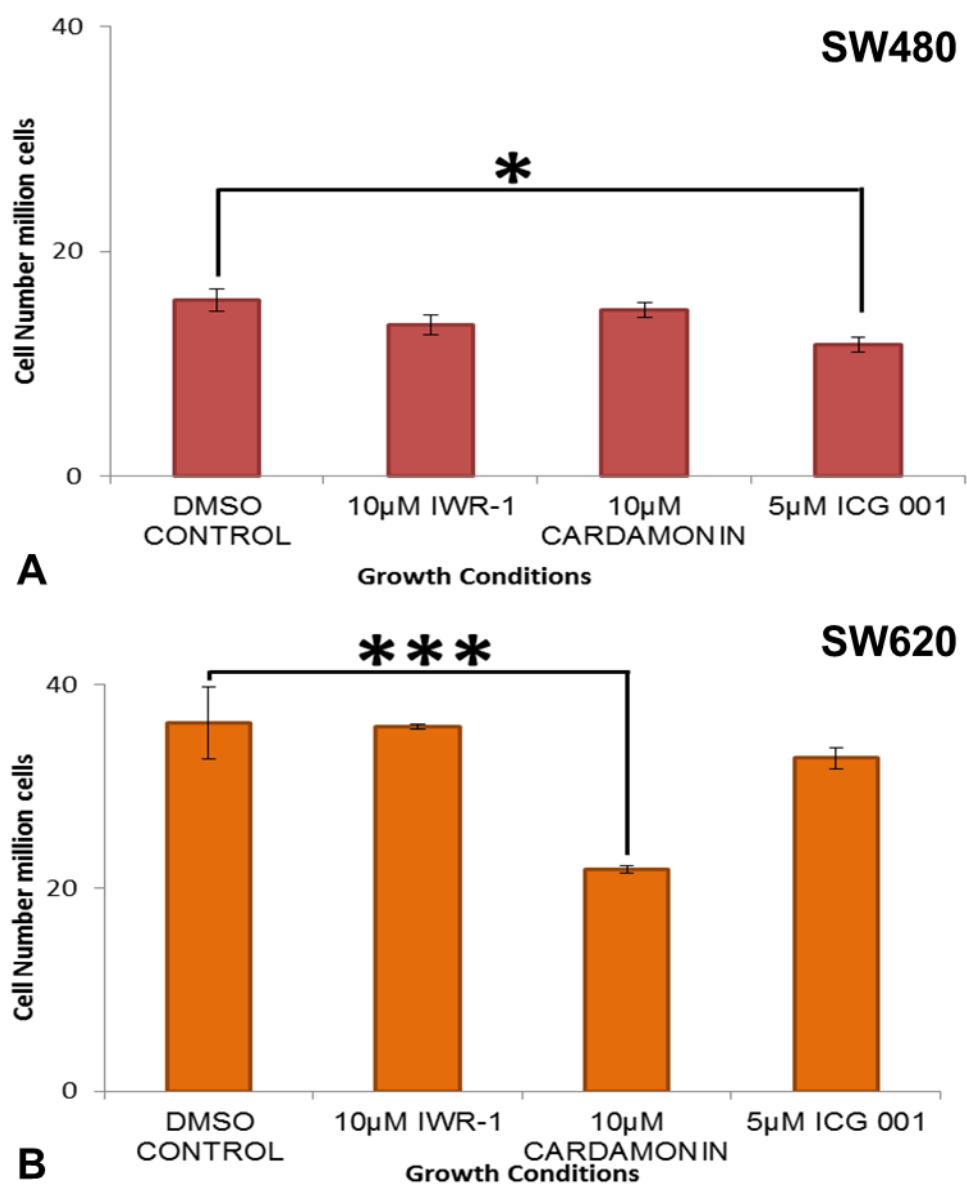 SW480
*
40
20
0
Cell Number million cells
DMSO CONTROL
10µM IWR-1
10µM CARDAMONIN
5µM ICG 001
A
Growth Conditions
SW620
***
40
20
0
Cell Number million cells
DMSO CONTROL
10µM IWR-1
10µM CARDAMONIN
5µM ICG 001
B
Growth Conditions